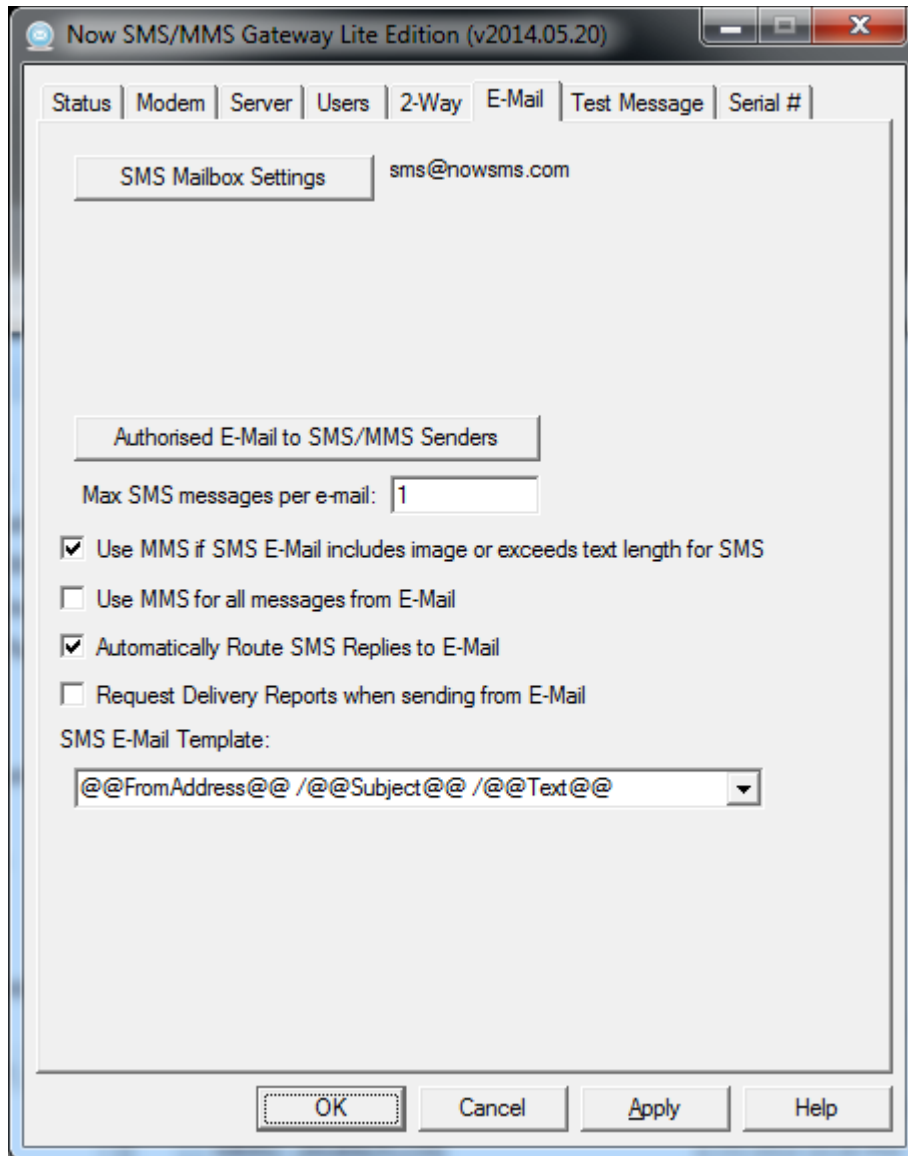 Now SMS/MMS Gateway Lite Edition (v2014.05.20)
Status Modem Server Users 2-Way E-Mail Test Message Serial #
SMS Mailbox Settings sms@nowsms.com
Authorised E-Mail to SMS/MMS Senders
Max SMS messages per e-mail: 1
Use MMS if SMS E-Mail includes image or exceeds text length for SMS
Use MMS for all messages from E-Mail
Automatically Route SMS Replies to E-Mail
Request Delivery Reports when sending from E-Mail
SMS E-Mail Template:
@@FromAddress@@ /@@Subject@@ /@@Text@@
OK Cancel Apply Help